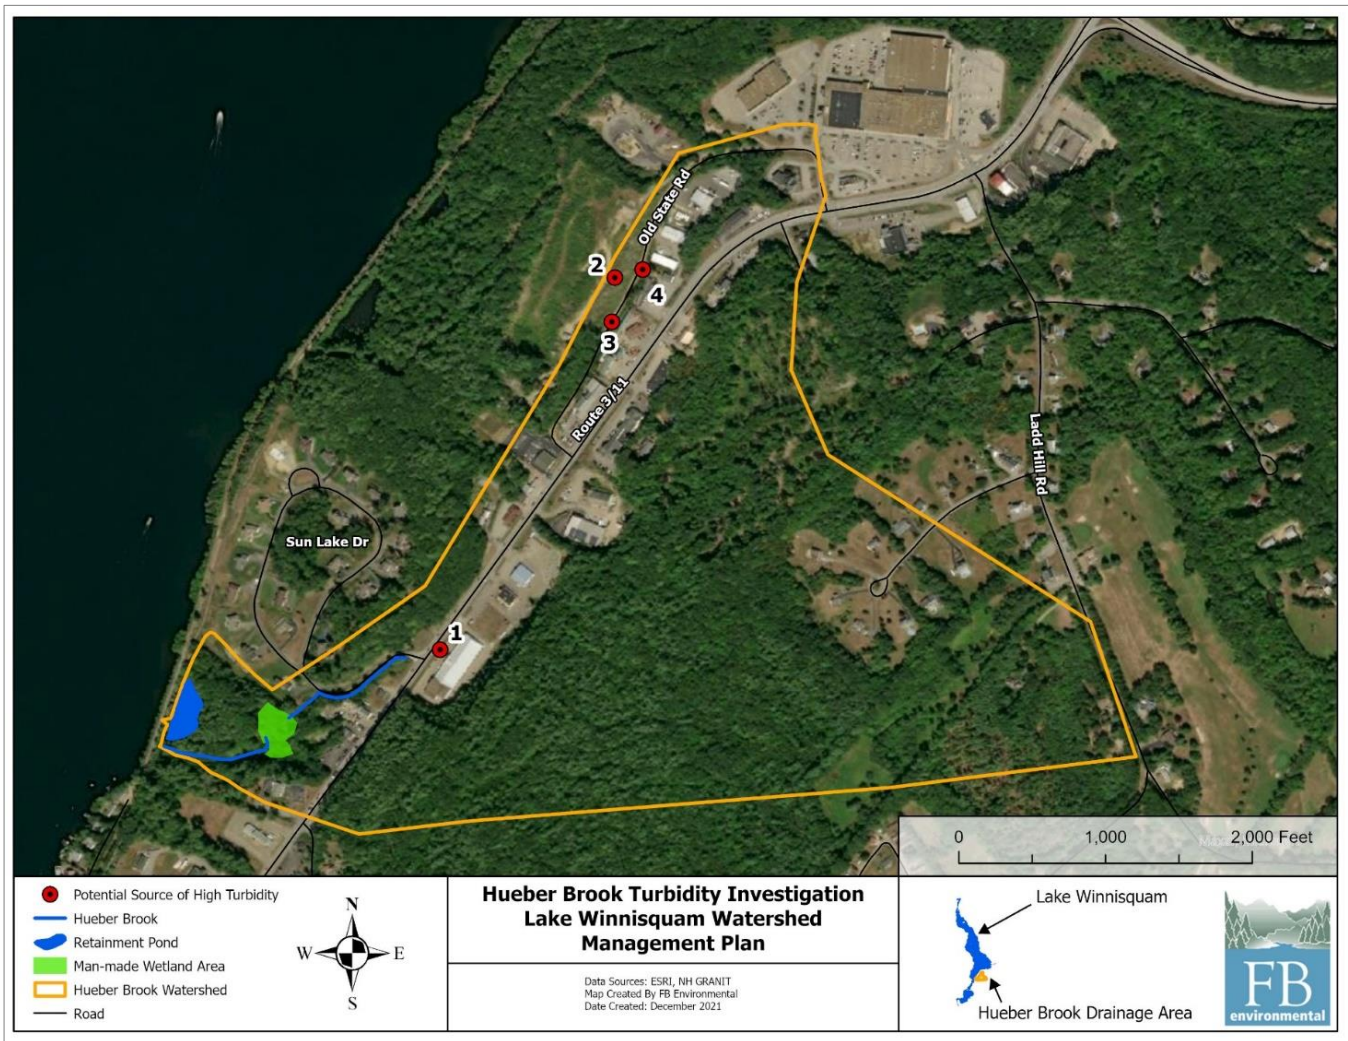 Old State Rd
2
4
3
Route 3/11
Ladd Hill Rd
Sun Lake Dr
1
0 1,000 2,000 Feet
Potential Source of High Turbidity
Hueber Brook
Retainment Pond
Man-made Wetland Area
Hueber Brook Watershed
Road
N
W E
S
Hueber Brook Turbidity Investigation
Lake Winnisquam Watershed
Management Plan
Data Sources: ESRI, NH GRANIT
Map Created By FB Environmental
Date Created: December 2021
Lake Winnisquam
Hueber Brook Drainage Area
FB
environmental